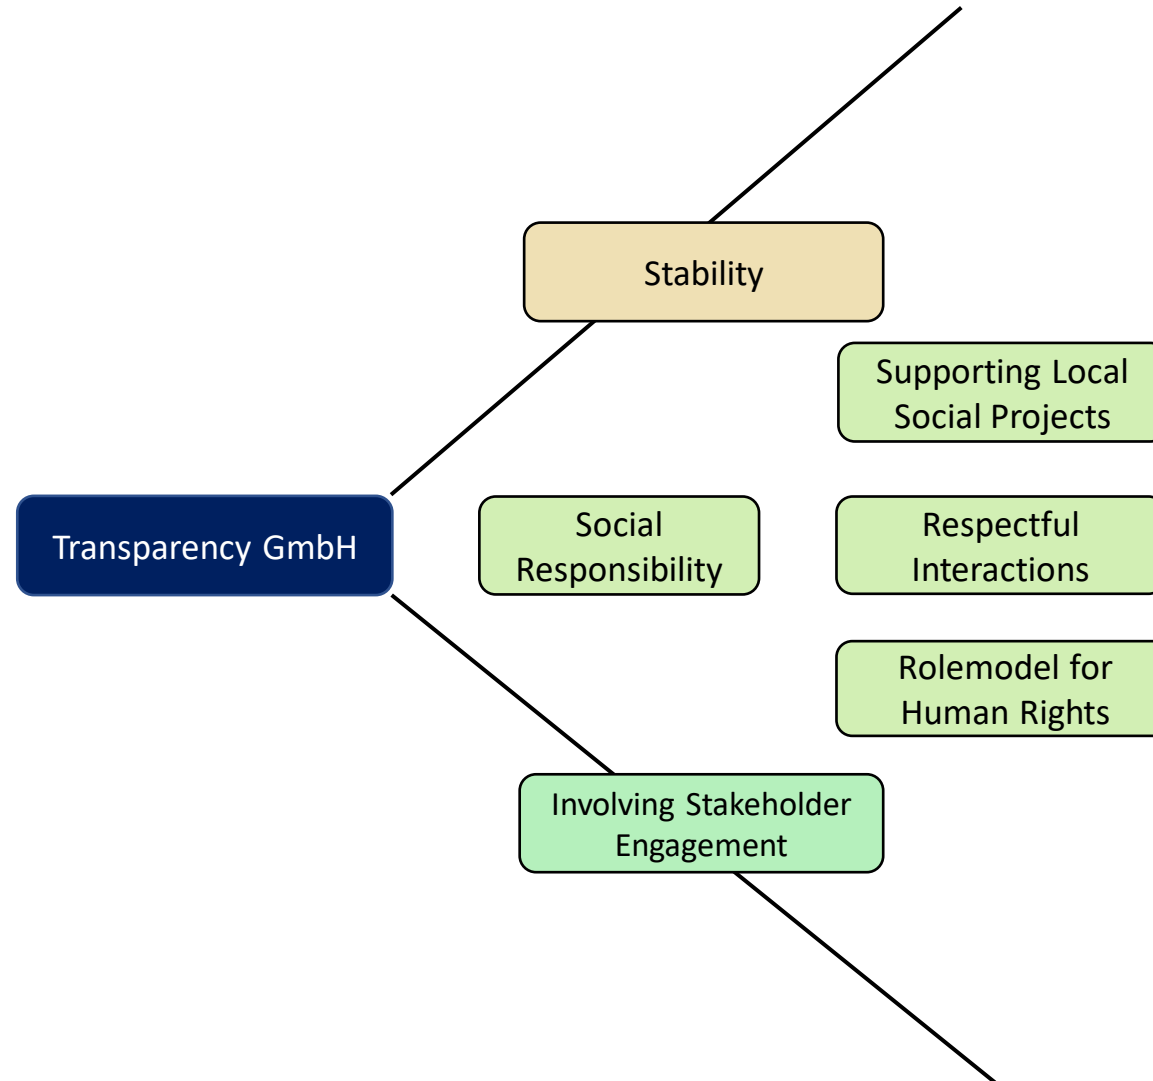 Stability
Supporting Local
Social Projects
Transparency GmbH
Social
Responsibility
Respectful
Interactions
Rolemodel for
Human Rights
Involving Stakeholder
Engagement